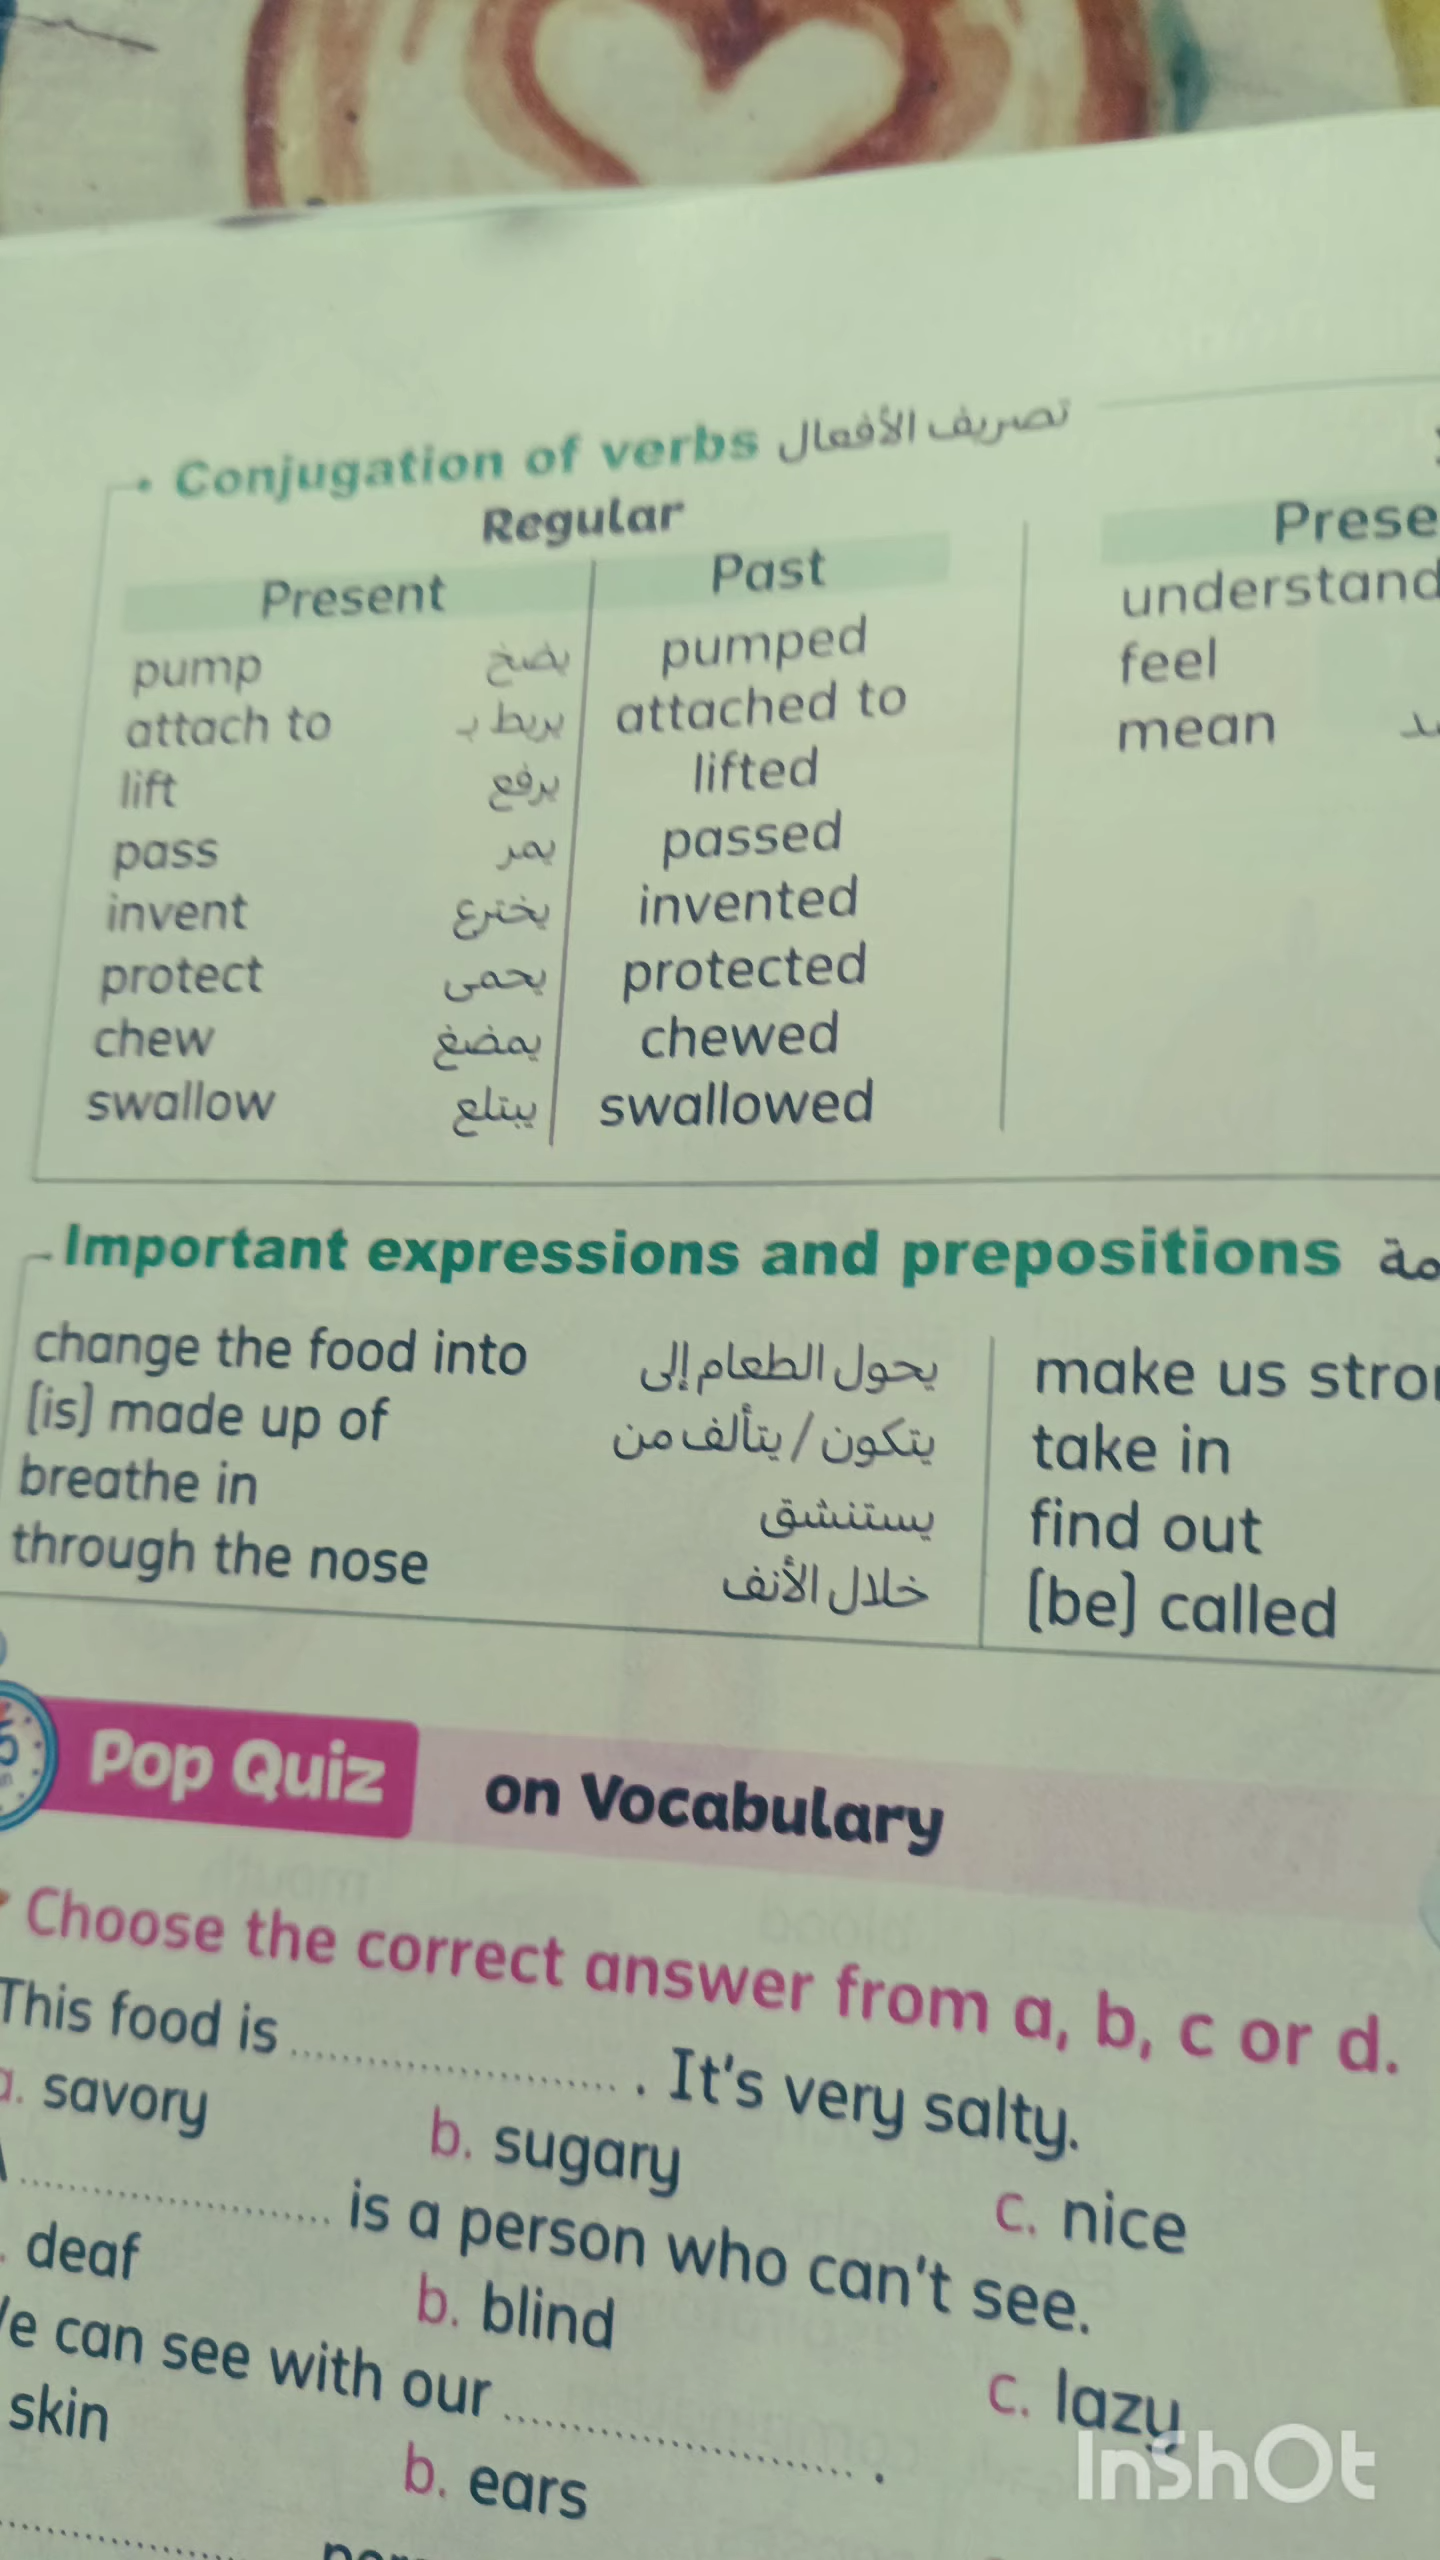 Conjugation of verbs تصريف الأفعال
Regular
Present Past
pump يضخ pumped
attach to يربط بـ attached to
lift يرفع lifted
pass يمر passed
invent يخترع invented
protect يحمى protected
chew يمضغ chewed
swallow يبتلع swallowed
Prese
understand
feel
mean
Important expressions and prepositions
change the food into يحول الطعام إلى
[is] made up of يتكون / يتألف من
breathe in يستنشق
through the nose خلال الأنف
make us stro
take in
find out
[be] called
Pop Quiz on Vocabulary
Choose the correct answer from a, b, c or d.
This food is .................... . It's very salty.
a. savory b. sugary c. nice
.................... is a person who can't see.
deaf b. blind c. lazy
e can see with our .................... .
skin b. ears
InShOt